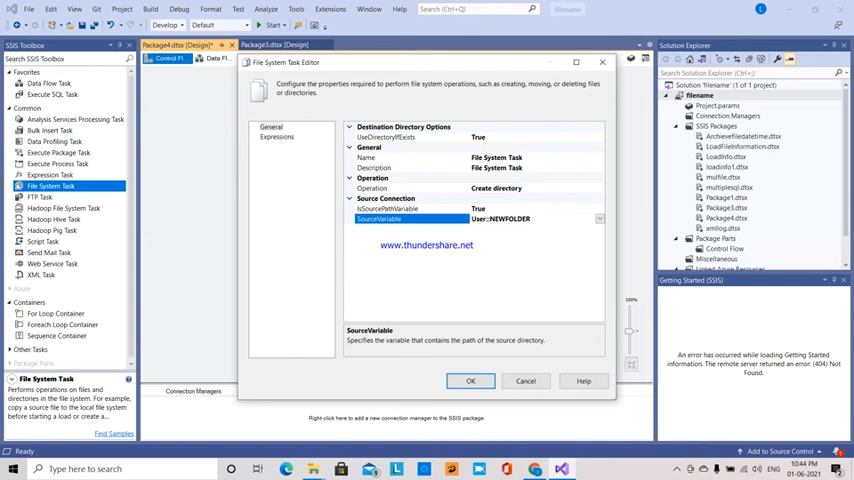 File Edit View Git Project Build Debug Format Test Analyze Tools Extensions Window Help Search (Ctrl+Q) filename L
Develop Default Start
SSIS Toolbox
Search SSIS Toolbox
Favorites
Data Flow Task
Execute SQL Task
Common
Analysis Services Processing Task
Bulk Insert Task
Data Profiling Task
Execute Package Task
Execute Process Task
Expression Task
File System Task
FTP Task
Hadoop File System Task
Hadoop Hive Task
Hadoop Pig Task
Script Task
Send Mail Task
Web Service Task
XML Task
Azure
Containers
For Loop Container
Foreach Loop Container
Sequence Container
Other Tasks
Package Parts
File System Task
Performs operations on files and
directories in the file system. For example,
copy a source file to the local file system
before starting a load or create a...
Find Samples
Package4.dtsx [Design]*
Package3.dtsx [Design]
Control Fl...
Data Fl...
File System Task Editor
Configure the properties required to perform file system operations, such as creating, moving, or deleting files
or directories.
General
Expressions
Destination Directory Options
UseDirectoryIfExists True
General
Name File System Task
Description File System Task
Operation
Operation Create directory
Source Connection
IsSourcePathVariable True
SourceVariable User::NEWFOLDER
www.thundershare.net
SourceVariable
Specifies the variable that contains the path of the source directory.
OK Cancel Help
100%
Connection Managers
Right-click here to add a new connection manager to the SSIS package.
Solution Explorer
Search Solution Explorer (Ctrl+;)
Solution 'filename' (1 of 1 project)
filename
Project.params
Connection Managers
SSIS Packages
Archievefiledatetime.dtsx
LoadFileInformation.dtsx
LoadInfo.dtsx
loadinfo1.dtsx
mulfile.dtsx
multiplesql.dtsx
Package1.dtsx
Package3.dtsx
Package4.dtsx
xmllog.dtsx
Package Parts
Control Flow
Miscellaneous
Linked Azure Resources
Getting Started (SSIS)
An error has occurred while loading Getting Started
information. The remote server returned an error: (404) Not
Found.
Ready
Add to Source Control
Type here to search
ENG
10:44 PM
01-06-2021